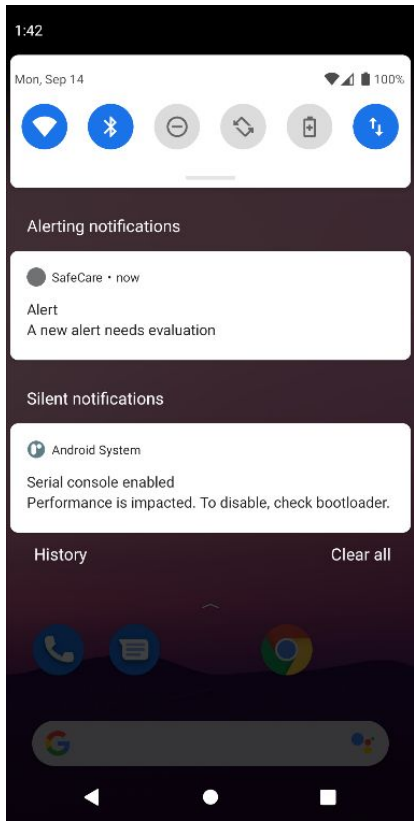 1:42
Mon, Sep 14
100%
Alerting notifications
SafeCare • now
Alert
A new alert needs evaluation
Silent notifications
Android System
Serial console enabled
Performance is impacted. To disable, check bootloader.
History
Clear all